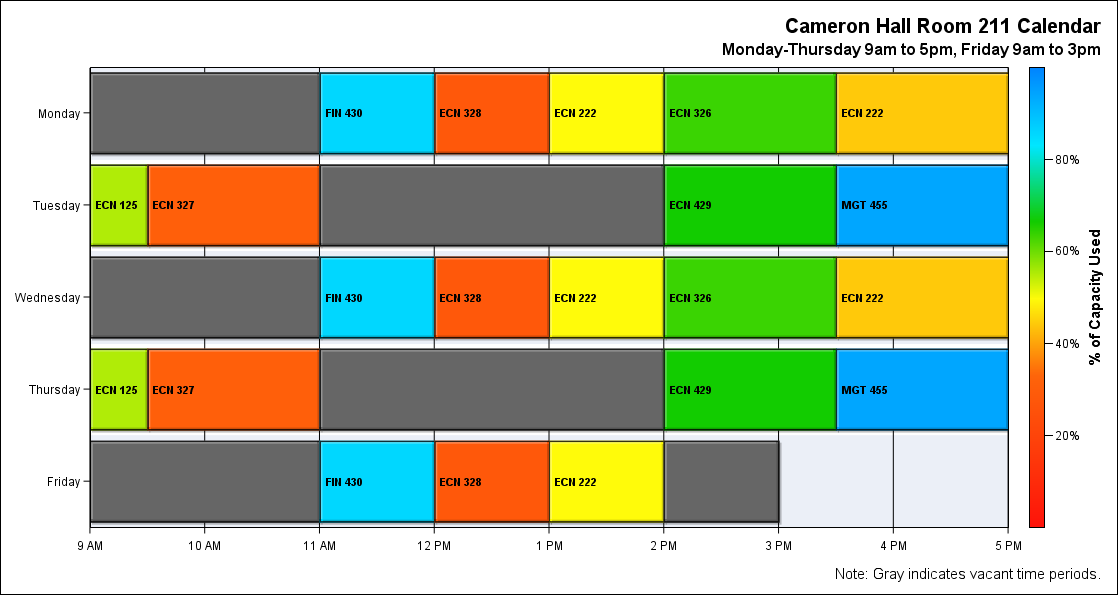 Cameron Hall Room 211 Calendar
Monday-Thursday 9am to 5pm, Friday 9am to 3pm
Monday
FIN 430
ECN 328
ECN 222
ECN 326
ECN 222
Tuesday
ECN 125
ECN 327
ECN 429
MGT 455
Wednesday
FIN 430
ECN 328
ECN 222
ECN 326
ECN 222
Thursday
ECN 125
ECN 327
ECN 429
MGT 455
Friday
FIN 430
ECN 328
ECN 222
9 AM
10 AM
11 AM
12 PM
1 PM
2 PM
3 PM
4 PM
5 PM
80%
60%
40%
20%
% of Capacity Used
Note: Gray indicates vacant time periods.